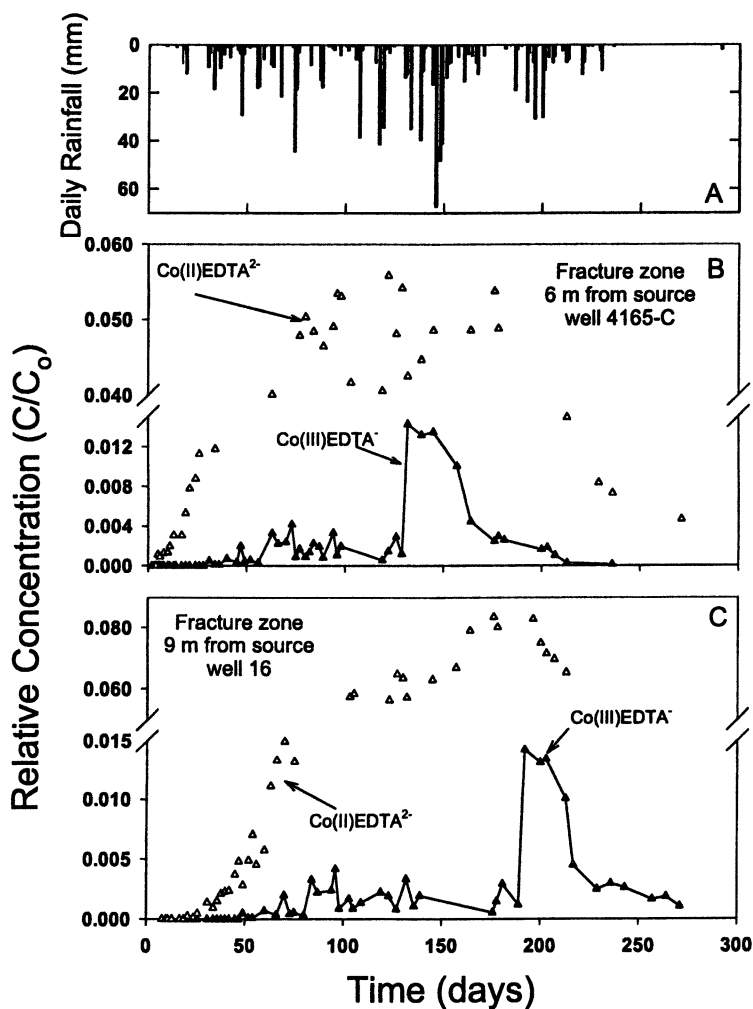 Daily Rainfall (mm)
0
20
40
60
A
Relative Concentration (C/Co)
0.060
0.050
0.040
0.012
0.008
0.004
0.000
Co(II)EDTA²⁻
Fracture zone
6 m from source
well 4165-C
B
Co(III)EDTA⁻
0.080
0.060
0.015
0.010
0.005
0.000
Fracture zone
9 m from source
well 16
C
Co(III)EDTA⁻
Co(II)EDTA²⁻
0 50 100 150 200 250 300
Time (days)